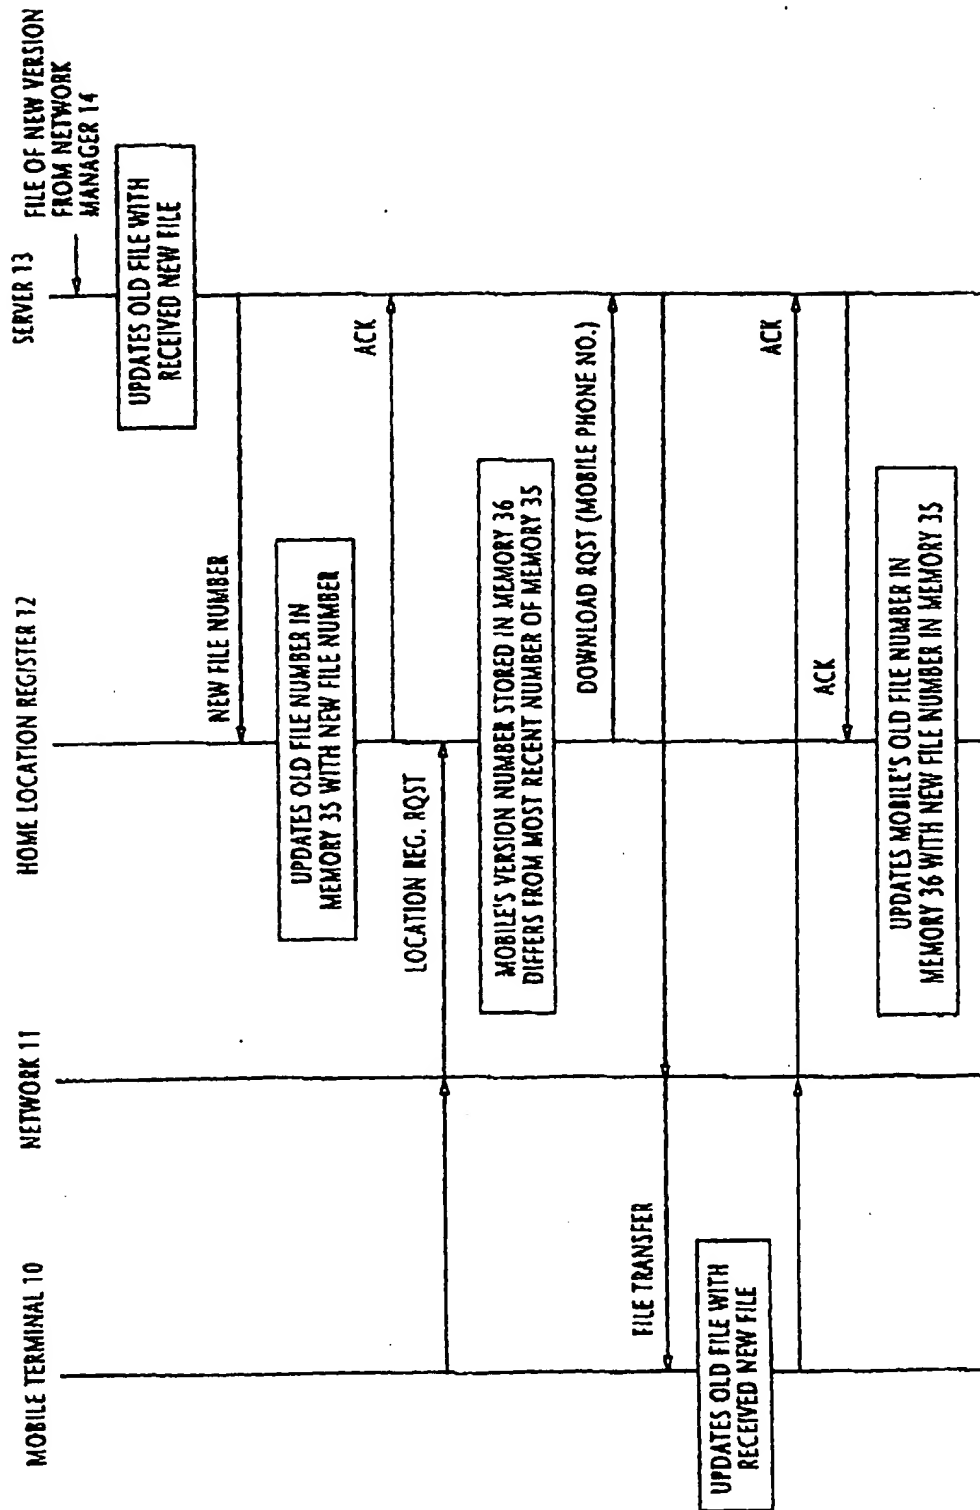 MOBILE TERMINAL 10
NETWORK 11
HOME LOCATION REGISTER 12
SERVER 13
FILE OF NEW VERSION
FROM NETWORK
MANAGER 14
UPDATES OLD FILE WITH
RECEIVED NEW FILE
NEW FILE NUMBER
UPDATES OLD FILE NUMBER IN
MEMORY 35 WITH NEW FILE NUMBER
ACK
LOCATION REG. RQST
MOBILE'S VERSION NUMBER STORED IN MEMORY 36
DIFFERS FROM MOST RECENT NUMBER OF MEMORY 35
DOWNLOAD RQST (MOBILE PHONE NO.)
FILE TRANSFER
UPDATES OLD FILE WITH
RECEIVED NEW FILE
ACK
ACK
UPDATES MOBILE'S OLD FILE NUMBER IN
MEMORY 36 WITH NEW FILE NUMBER IN MEMORY 35